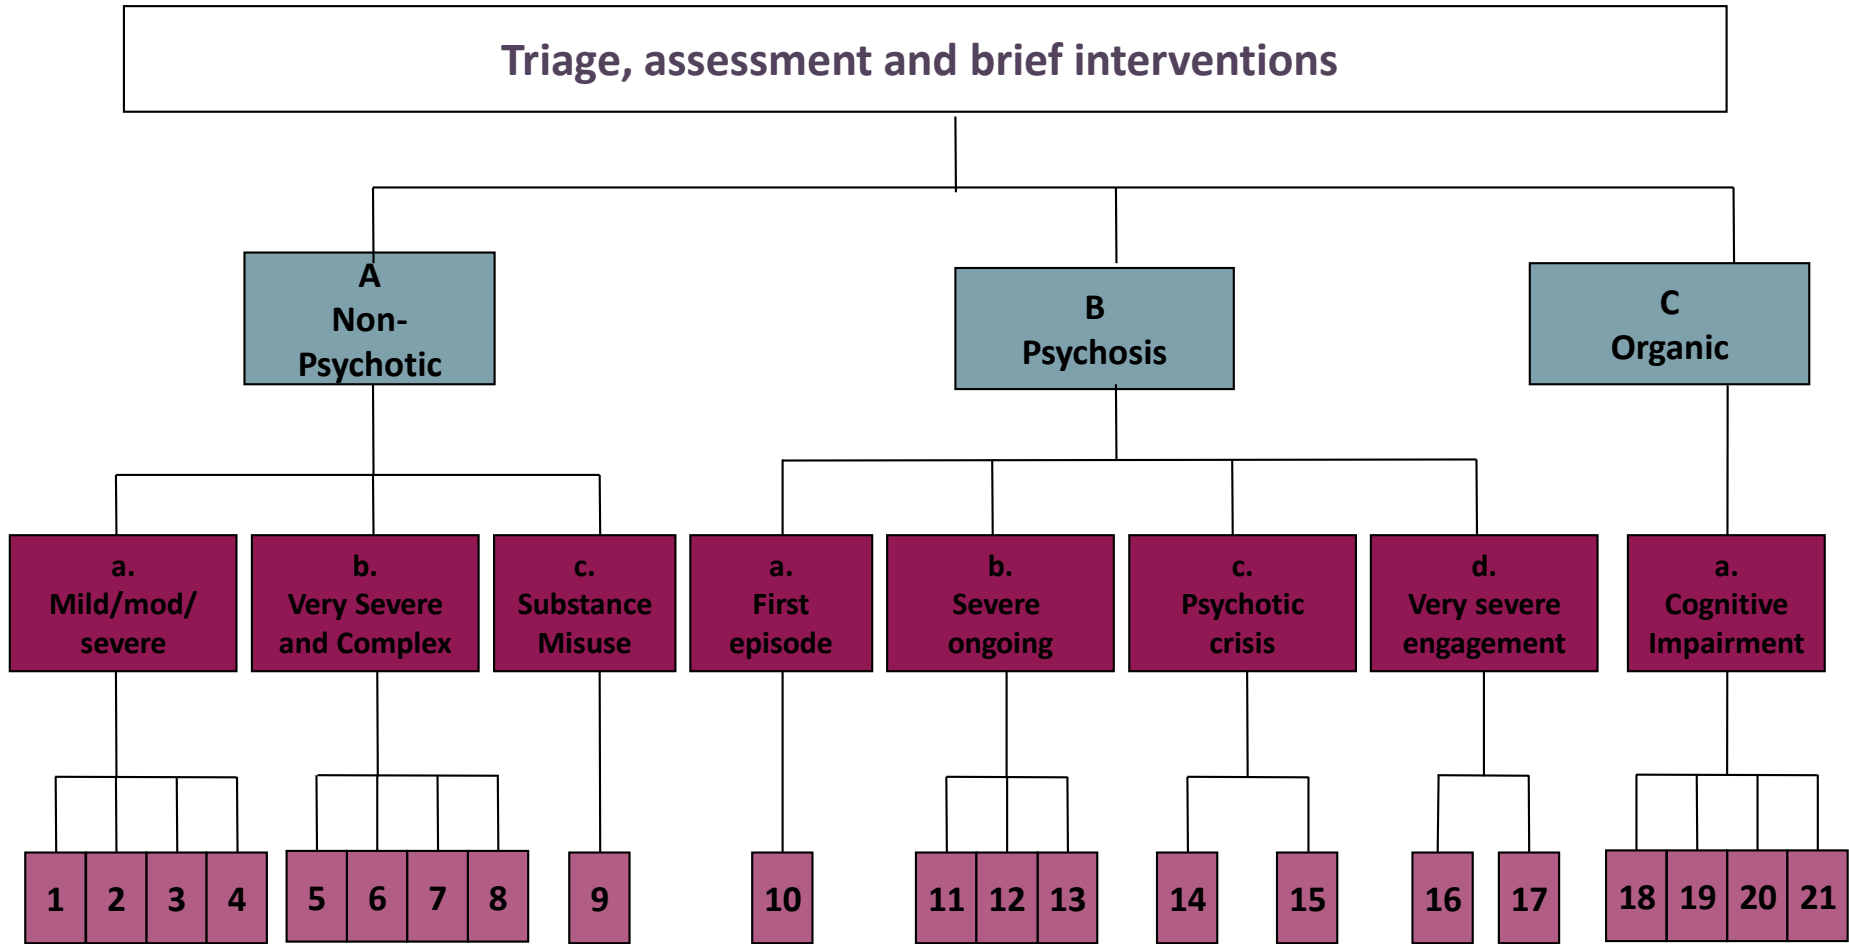 Triage, assessment and brief interventions
A
Non-
Psychotic
B
Psychosis
C
Organic
a.
Mild/mod/
severe
b.
Very Severe
and Complex
c.
Substance
Misuse
a.
First
episode
b.
Severe
ongoing
c.
Psychotic
crisis
d.
Very severe
engagement
a.
Cognitive
Impairment
1 2 3 4 5 6 7 8 9 10 11 12 13 14 15 16 17 18 19 20 21